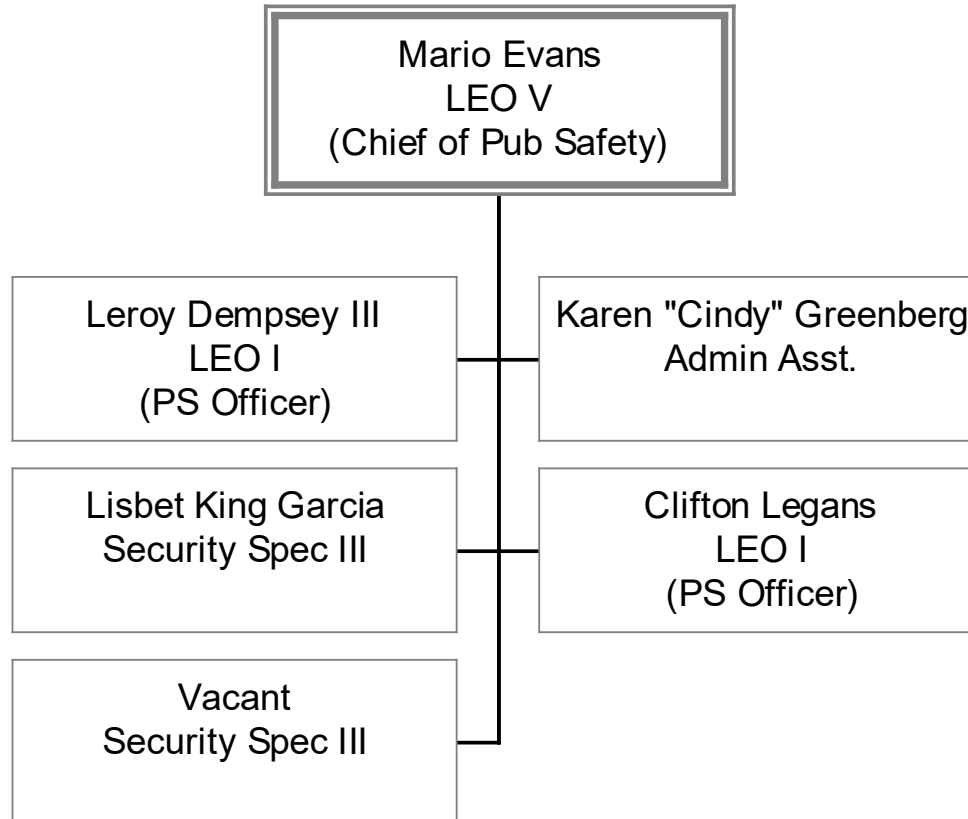 Mario Evans
LEO V
(Chief of Pub Safety)
Leroy Dempsey III
LEO I
(PS Officer)
Karen "Cindy" Greenberg
Admin Asst.
Lisbet King Garcia
Security Spec III
Clifton Legans
LEO I
(PS Officer)
Vacant
Security Spec III